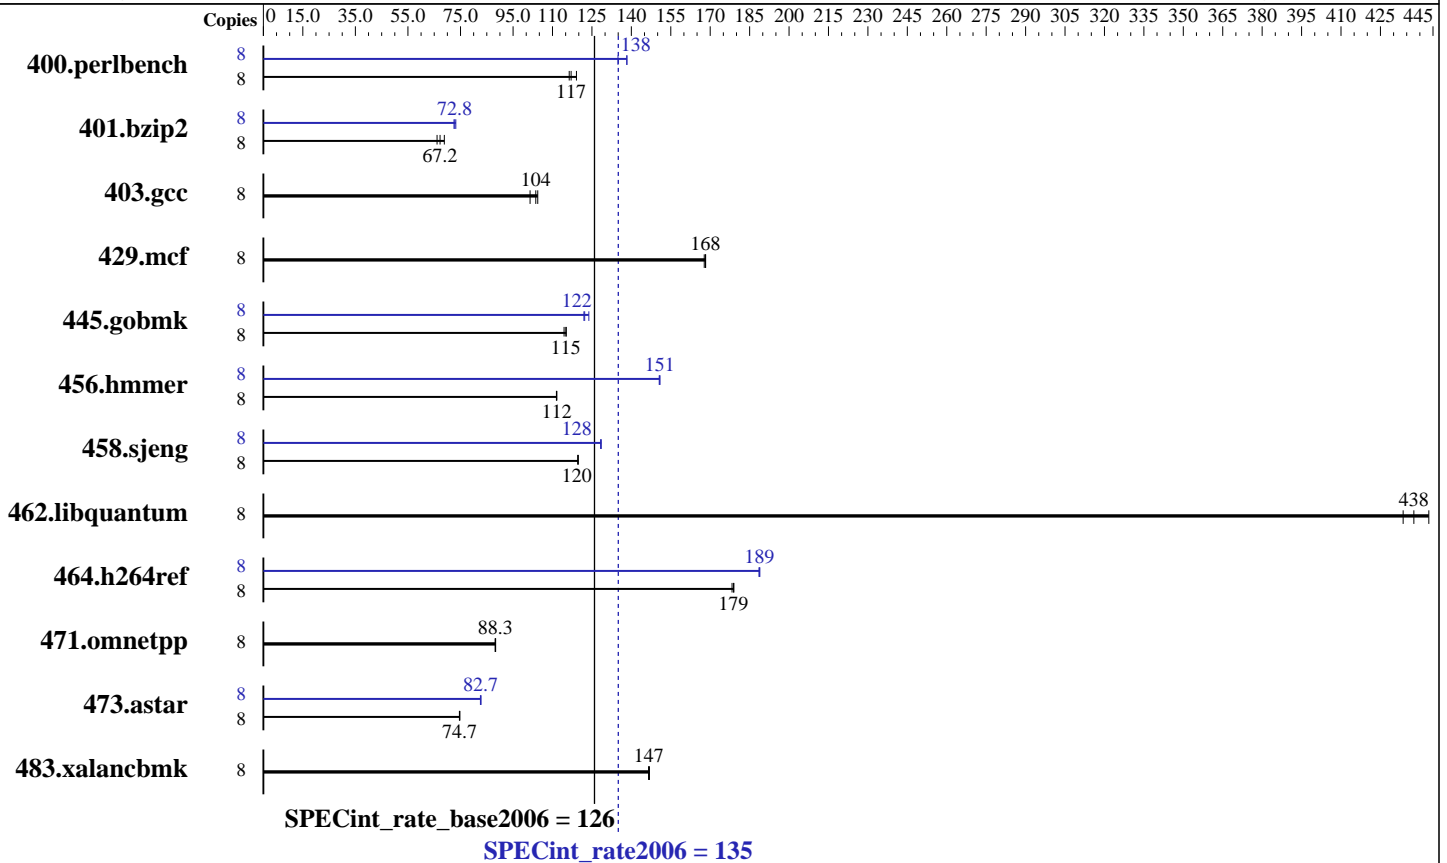 Copies 0 15.0 35.0 55.0 75.0 95.0 110 125 140 155 170 185 200 215 230 245 260 275 290 305 320 335 350 365 380 395 410 425 445
400.perlbench 8 138
8 117
401.bzip2 8 72.8
8 67.2
403.gcc 8 104
429.mcf 8 168
445.gobmk 8 122
8 115
456.hmmer 8 151
8 112
458.sjeng 8 128
8 120
462.libquantum 8 438
464.h264ref 8 189
8 179
471.omnetpp 8 88.3
473.astar 8 82.7
8 74.7
483.xalancbmk 8 147
SPECint_rate_base2006 = 126
SPECint_rate2006 = 135